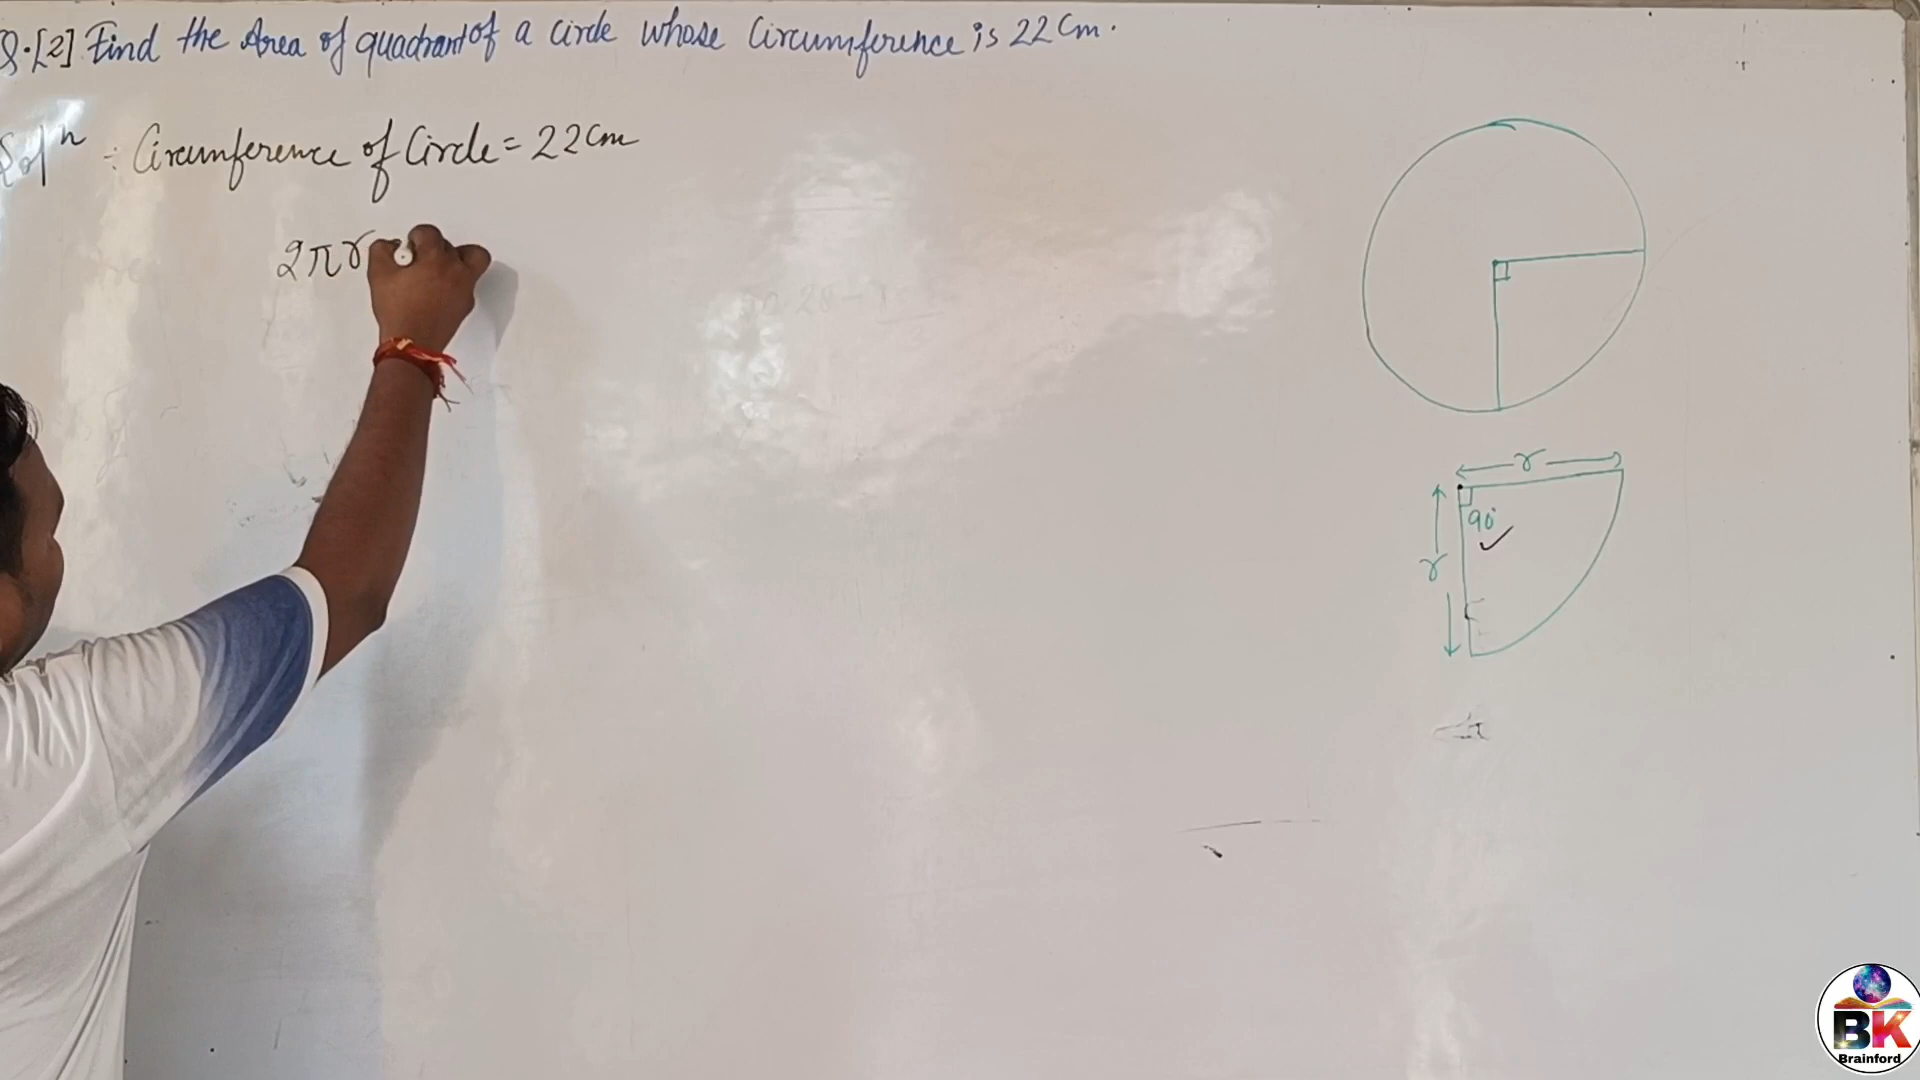 Q.[2] Find the Area of quadrant of a circle whose Circumference is 22 Cm.
Solⁿ ÷ Circumference of Circle = 22 Cm
2πr
r
90°
r
BK
Brainford